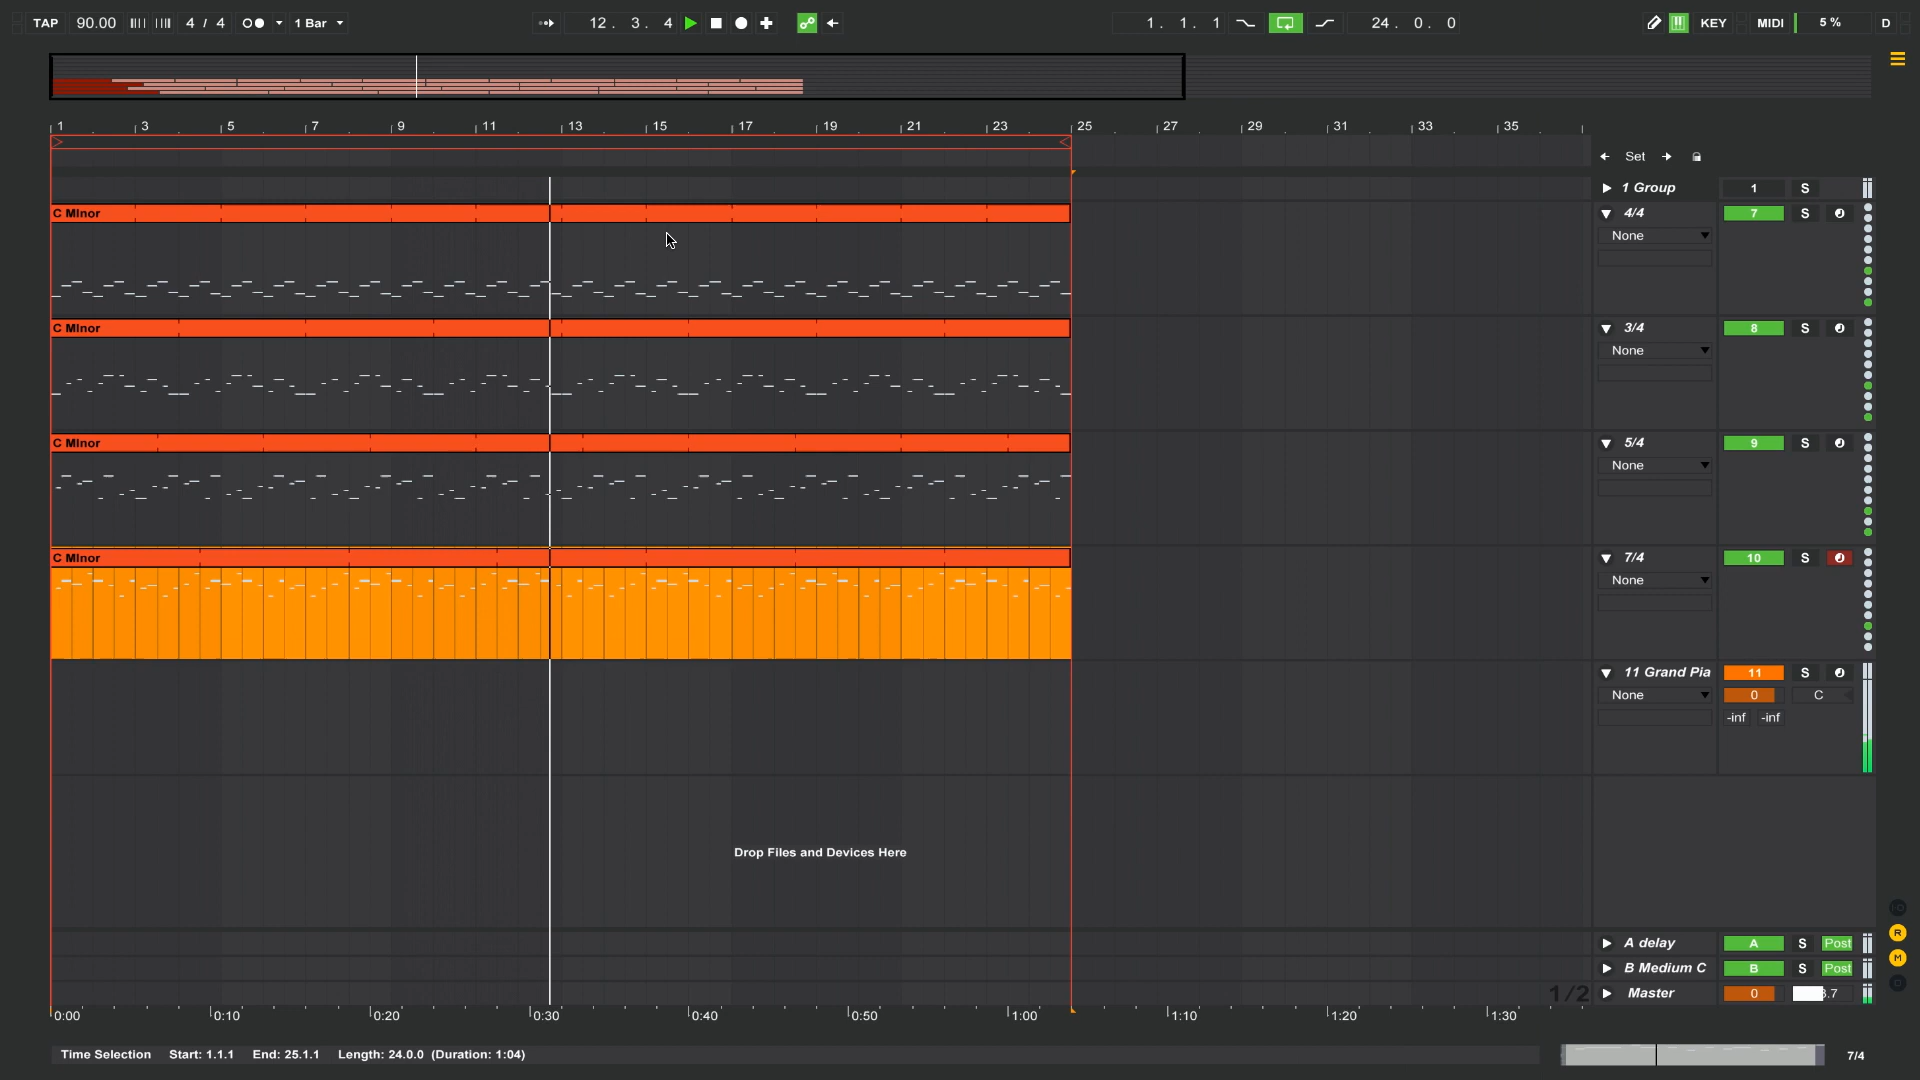 TAP 90.00 4 / 4 1 Bar 12. 3. 4 1. 1. 1 24. 0. 0 KEY MIDI 5 % D
1 3 5 7 9 11 13 15 17 19 21 23 25 27 29 31 33 35
Set
1 Group 1 S
C MInor 4/4 7 S
None
C MInor 3/4 8 S
None
C MInor 5/4 9 S
None
C MInor 7/4 10 S
None
11 Grand Pia 11 S
None 0 C
-inf -inf
Drop Files and Devices Here
R
A delay A S Post
M
B Medium C B S Post
1/2 Master 0
0:00 0:10 0:20 0:30 0:40 0:50 1:00 1:10 1:20 1:30
Time Selection Start: 1.1.1 End: 25.1.1 Length: 24.0.0 (Duration: 1:04) 7/4